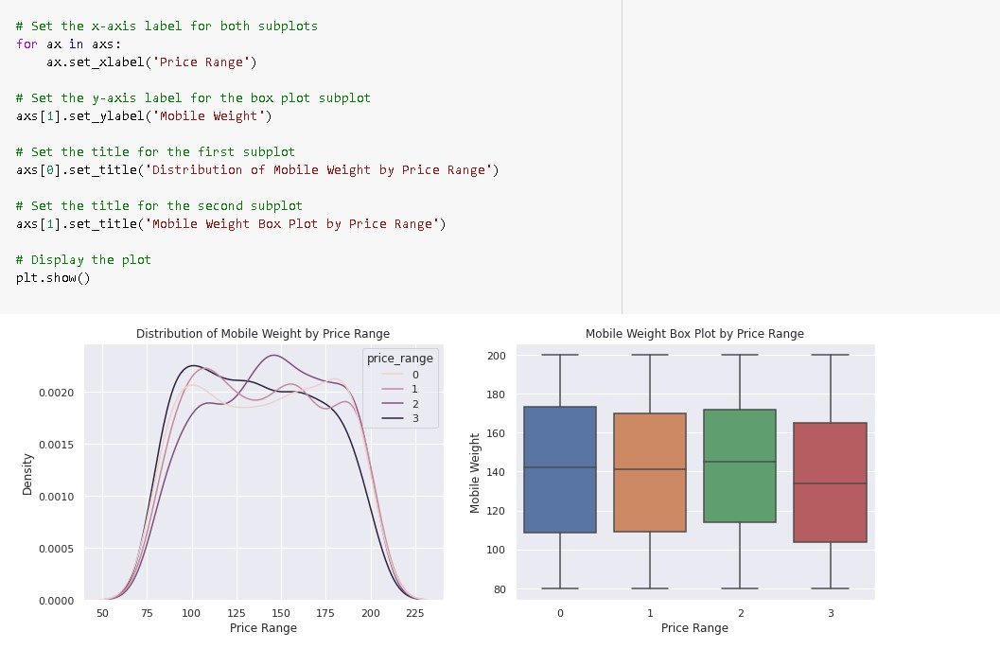 # Set the x-axis label for both subplots
for ax in axs:
    ax.set_xlabel('Price Range')
# Set the y-axis label for the box plot subplot
axs[1].set_ylabel('Mobile Weight')
# Set the title for the first subplot
axs[0].set_title('Distribution of Mobile Weight by Price Range')
# Set the title for the second subplot
axs[1].set_title('Mobile Weight Box Plot by Price Range')
# Display the plot
plt.show()
Distribution of Mobile Weight by Price Range
price_range
0
1
2
3
0.0020
0.0015
0.0010
0.0005
0.0000
Density
50 75 100 125 150 175 200 225
Price Range
Mobile Weight Box Plot by Price Range
200
180
160
140
120
100
80
Mobile Weight
0 1 2 3
Price Range